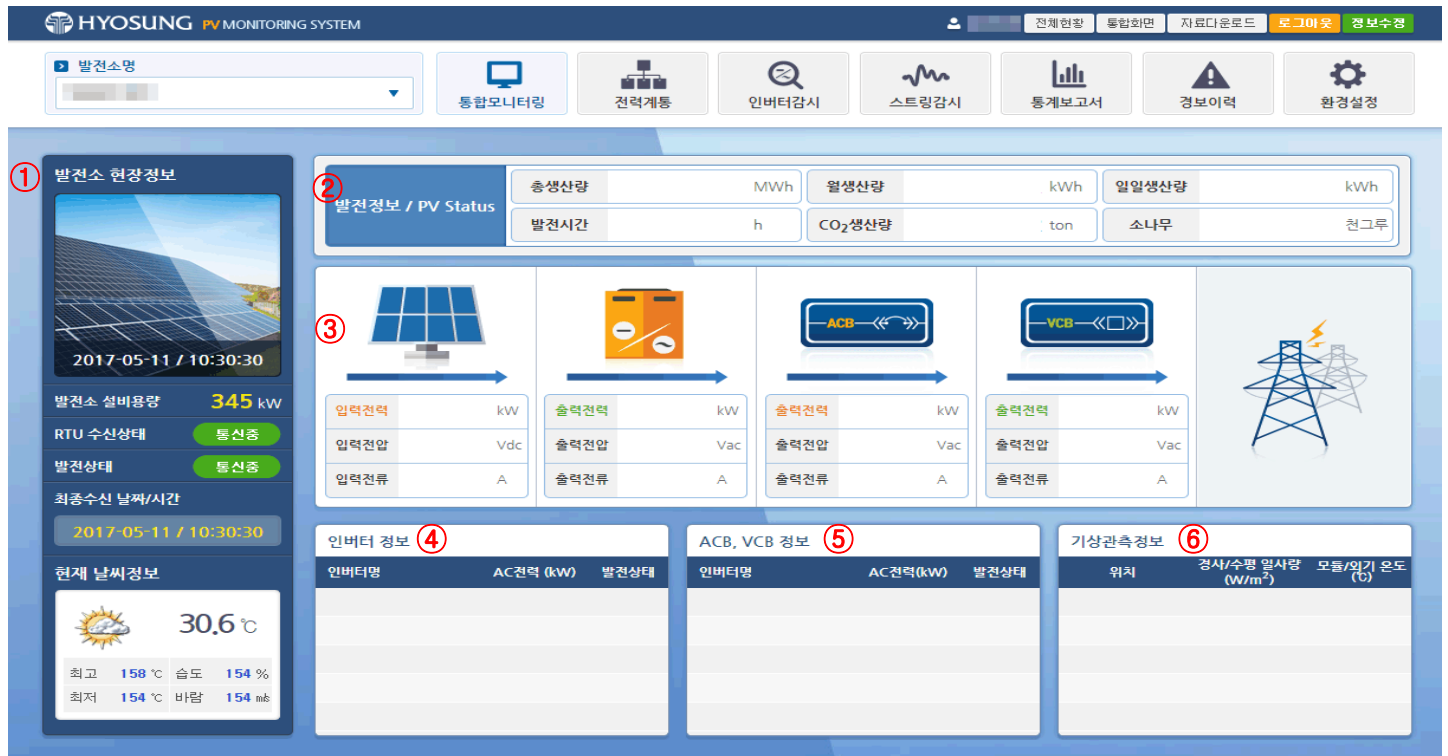 HYOSUNG PV MONITORING SYSTEM
전체현황 통합화면 자료다운로드 로그아웃 정보수정
발전소명
통합모니터링 전력계통 인버터감시 스트링감시 통계보고서 경보이력 환경설정
① 발전소 현장정보
2017-05-11 / 10:30:30
발전소 설비용량 345 kW
RTU 수신상태 통신중
발전상태 통신중
최종수신 날짜/시간
2017-05-11 / 10:30:30
현재 날씨정보
30.6 ℃
최고 158 ℃ 습도 154 %
최저 154 ℃ 바람 154 m/s
②
발전정보 / PV Status
총생산량 MWh 월생산량 kWh 일일생산량 kWh
발전시간 h CO₂생산량 ton 소나무 천그루
③
ACB
VCB
입력전력 kW 출력전력 kW 출력전력 kW 출력전력 kW
입력전압 Vdc 출력전압 Vac 출력전압 Vac 출력전압 Vac
입력전류 A 출력전류 A 출력전류 A 출력전류 A
인버터 정보 ④
인버터명 AC전력 (kW) 발전상태
ACB, VCB 정보 ⑤
인버터명 AC전력(kW) 발전상태
기상관측정보 ⑥
위치 경사/수평 일사량 (W/m²) 모듈/외기 온도 (℃)